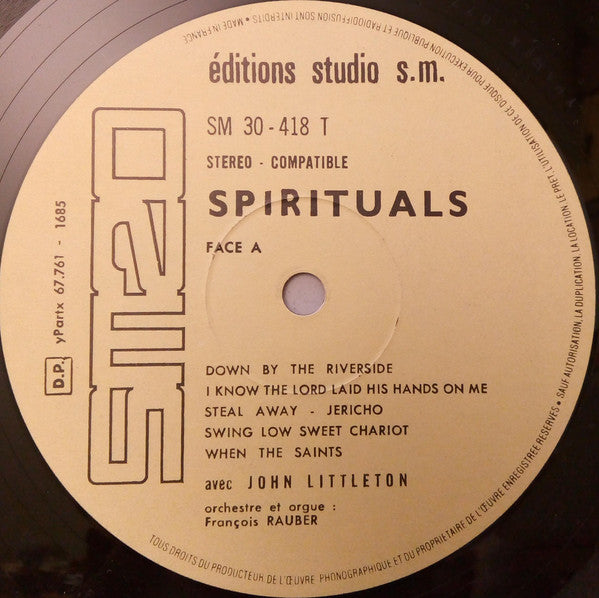 éditions studio s.m.
SM 30-418 T
STEREO - COMPATIBLE
SPIRITUALS
FACE A
DOWN BY THE RIVERSIDE
I KNOW THE LORD LAID HIS HANDS ON ME
STEAL AWAY - JERICHO
SWING LOW SWEET CHARIOT
WHEN THE SAINTS
avec JOHN LITTLETON
orchestre et orgue :
François RAUBER
D.P. yPartx 67.761 - 1685
TOUS DROITS DU PRODUCTEUR DE L'ŒUVRE PHONOGRAPHIQUE ET DU PROPRIETAIRE DE L'ŒUVRE ENREGISTREE RESERVES • SAUF AUTORISATION, LA DUPLICATION, LA LOCATION, LE PRET, L'UTILISATION DE CE DISQUE POUR EXECUTION PUBLIQUE ET RADIODIFFUSION SONT INTERDITS • MADE IN FRANCE